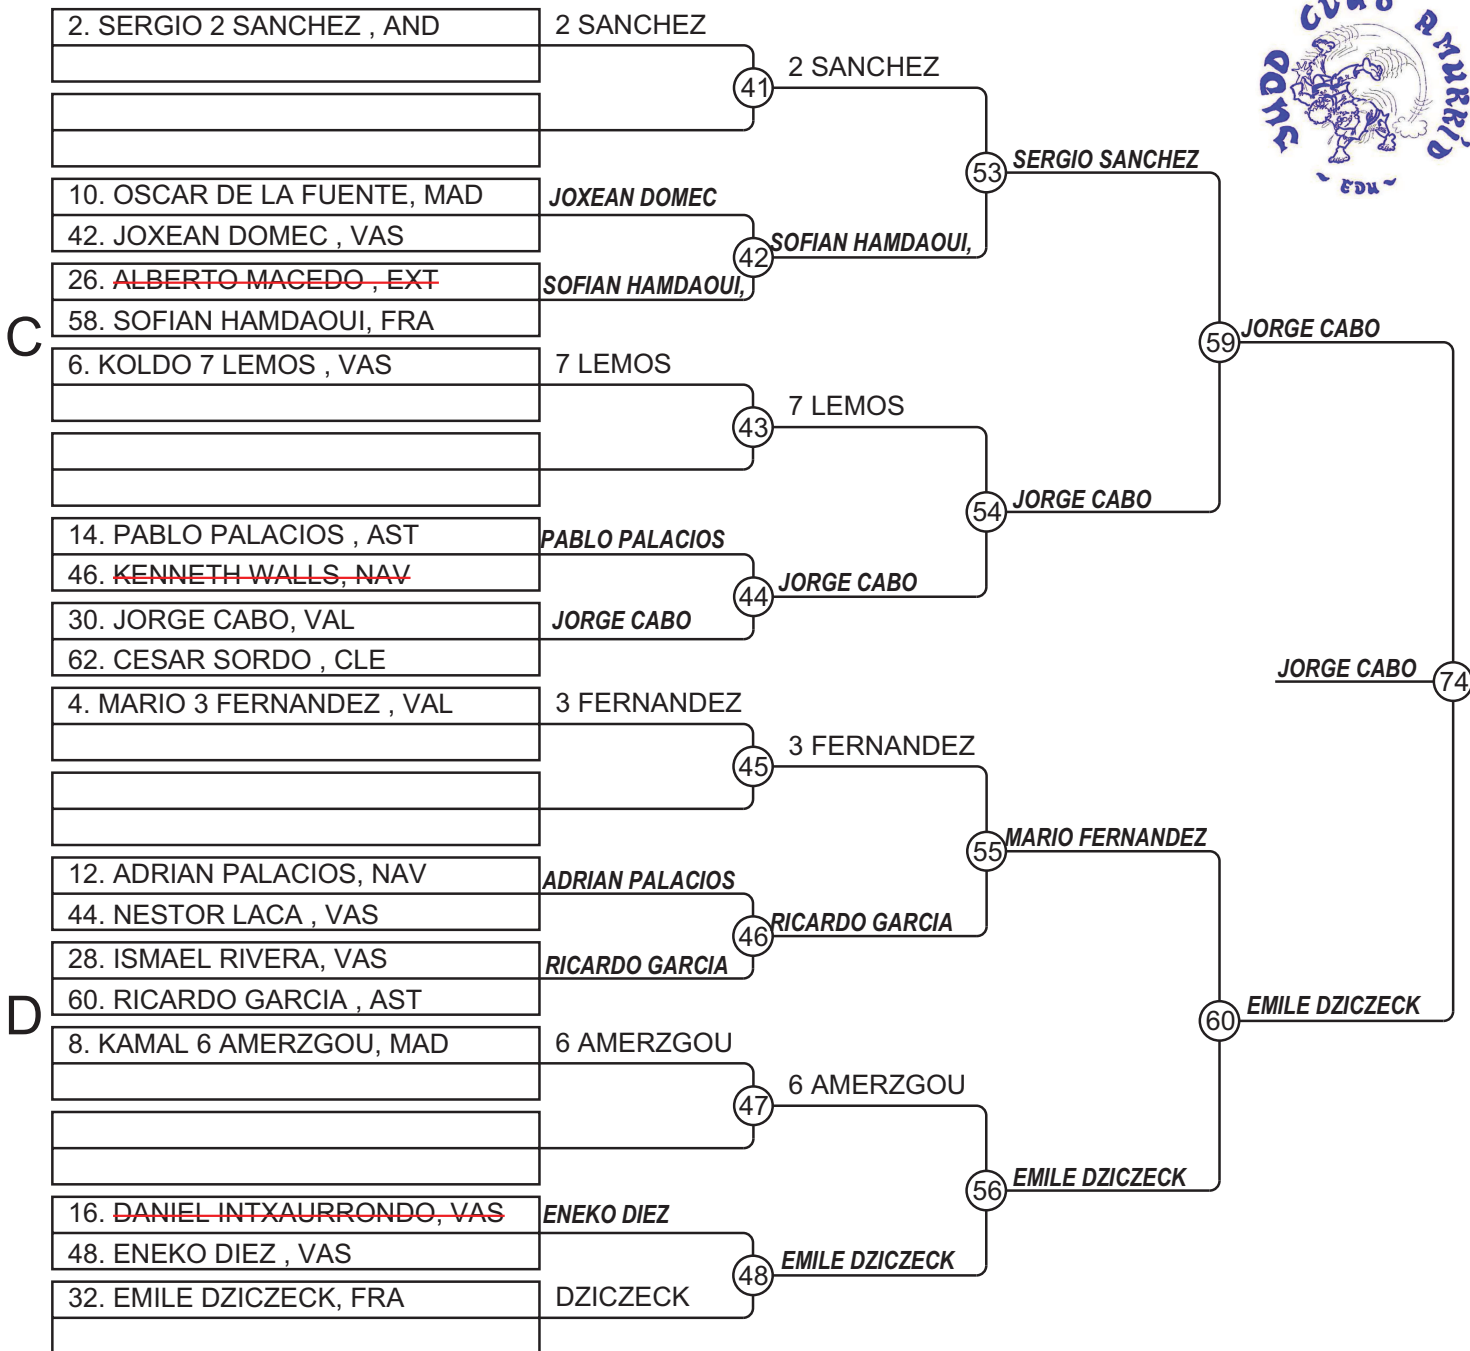 JUDO CLUB AMURRIO
~ EDU ~
2. SERGIO 2 SANCHEZ , AND
2 SANCHEZ
41
2 SANCHEZ
53
SERGIO SANCHEZ
10. OSCAR DE LA FUENTE, MAD
JOXEAN DOMEC
42. JOXEAN DOMEC , VAS
42
SOFIAN HAMDAOUI,
26. ALBERTO MACEDO , EXT
SOFIAN HAMDAOUI,
58. SOFIAN HAMDAOUI, FRA
C
59
JORGE CABO
6. KOLDO 7 LEMOS , VAS
7 LEMOS
43
7 LEMOS
54
JORGE CABO
14. PABLO PALACIOS , AST
PABLO PALACIOS
46. KENNETH WALLS, NAV
44
JORGE CABO
30. JORGE CABO, VAL
JORGE CABO
62. CESAR SORDO , CLE
JORGE CABO
74
4. MARIO 3 FERNANDEZ , VAL
3 FERNANDEZ
45
3 FERNANDEZ
55
MARIO FERNANDEZ
12. ADRIAN PALACIOS, NAV
ADRIAN PALACIOS
44. NESTOR LACA , VAS
46
RICARDO GARCIA
28. ISMAEL RIVERA, VAS
RICARDO GARCIA
60. RICARDO GARCIA , AST
D
60
EMILE DZICZECK
8. KAMAL 6 AMERZGOU, MAD
6 AMERZGOU
47
6 AMERZGOU
56
EMILE DZICZECK
16. DANIEL INTXAURRONDO, VAS
ENEKO DIEZ
48. ENEKO DIEZ , VAS
48
EMILE DZICZECK
32. EMILE DZICZECK, FRA
DZICZECK